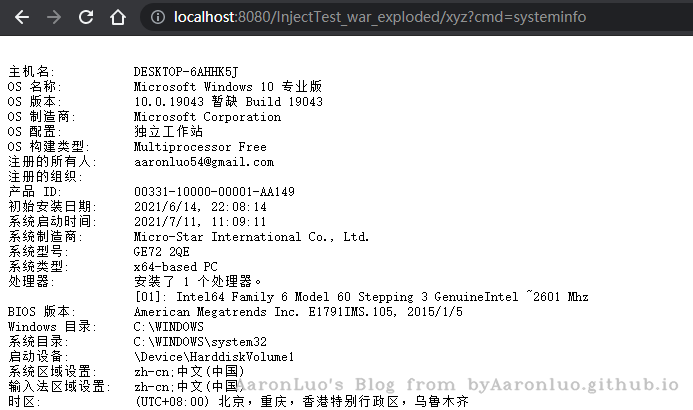 localhost:8080/InjectTest_war_exploded/xyz?cmd=systeminfo
主机名: DESKTOP-6AHHK5J
OS 名称: Microsoft Windows 10 专业版
OS 版本: 10.0.19043 暂缺 Build 19043
OS 制造商: Microsoft Corporation
OS 配置: 独立工作站
OS 构建类型: Multiprocessor Free
注册的所有人: aaronluo54@gmail.com
注册的组织:
产品 ID: 00331-10000-00001-AA149
初始安装日期: 2021/6/14, 22:08:14
系统启动时间: 2021/7/11, 11:09:11
系统制造商: Micro-Star International Co., Ltd.
系统型号: GE72 2QE
系统类型: x64-based PC
处理器: 安装了 1 个处理器。
[01]: Intel64 Family 6 Model 60 Stepping 3 GenuineIntel ~2601 Mhz
BIOS 版本: American Megatrends Inc. E1791IMS.105, 2015/1/5
Windows 目录: C:\WINDOWS
系统目录: C:\WINDOWS\system32
启动设备: \Device\HarddiskVolume1
系统区域设置: zh-cn;中文(中国)
输入法区域设置: zh-cn;中文(中国)
AaronLuo's Blog from byAaronluo.github.io
时区: (UTC+08:00) 北京，重庆，香港特别行政区，乌鲁木齐